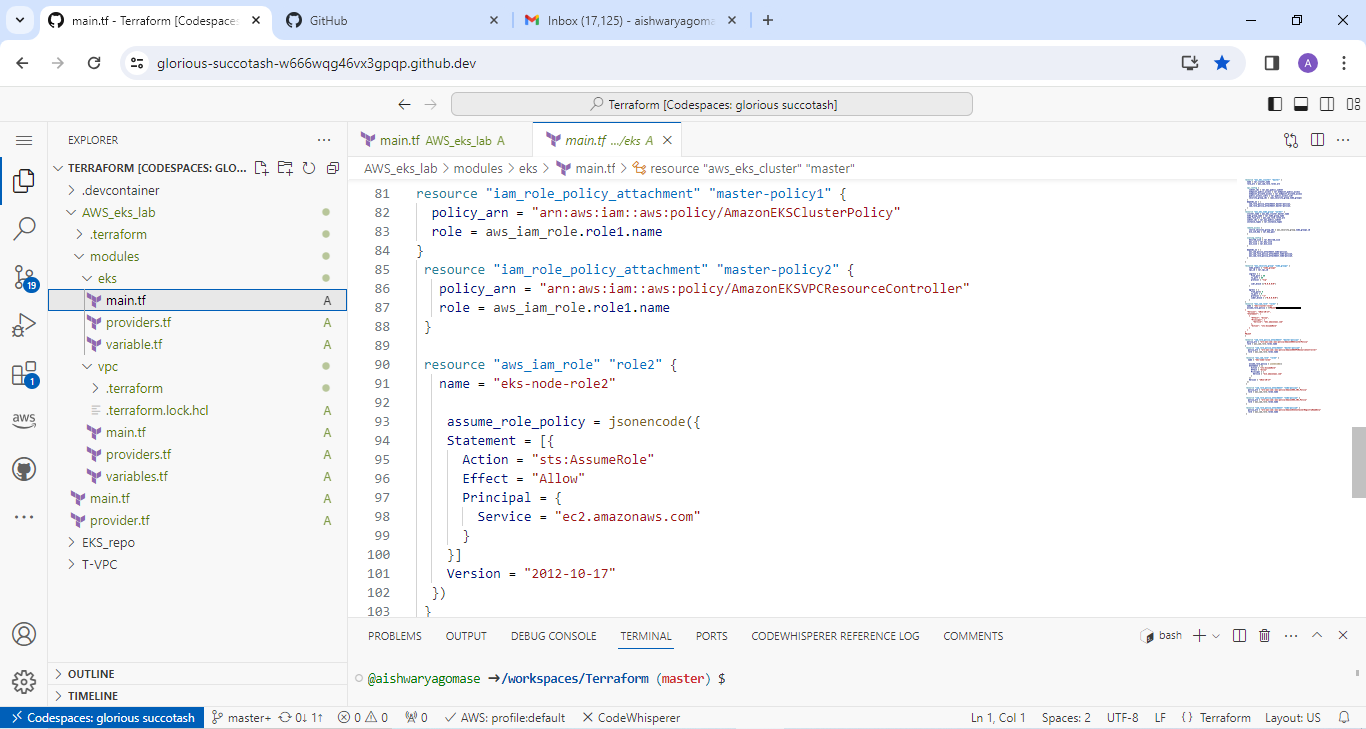 main.tf - Terraform [Codespaces
GitHub
Inbox (17,125) - aishwaryagoma
glorious-succotash-w666wqg46vx3gpqp.github.dev
A
Terraform [Codespaces: glorious succotash]
EXPLORER
TERRAFORM [CODESPACES: GLO...
.devcontainer
AWS_eks_lab
.terraform
modules
eks
main.tf A
providers.tf A
variable.tf A
vpc
.terraform
.terraform.lock.hcl A
main.tf A
providers.tf A
variables.tf A
main.tf A
provider.tf A
EKS_repo
T-VPC
OUTLINE
TIMELINE
19
1
aws
main.tf AWS_eks_lab A
main.tf .../eks A
AWS_eks_lab > modules > eks > main.tf > resource "aws_eks_cluster" "master"
81 resource "iam_role_policy_attachment" "master-policy1" {
82 policy_arn = "arn:aws:iam::aws:policy/AmazonEKSClusterPolicy"
83 role = aws_iam_role.role1.name
84 }
85 resource "iam_role_policy_attachment" "master-policy2" {
86 policy_arn = "arn:aws:iam::aws:policy/AmazonEKSVPCResourceController"
87 role = aws_iam_role.role1.name
88 }
89
90 resource "aws_iam_role" "role2" {
91 name = "eks-node-role2"
92
93 assume_role_policy = jsonencode({
94 Statement = [{
95 Action = "sts:AssumeRole"
96 Effect = "Allow"
97 Principal = {
98 Service = "ec2.amazonaws.com"
99 }
100 }]
101 Version = "2012-10-17"
102 })
103 }
PROBLEMS OUTPUT DEBUG CONSOLE TERMINAL PORTS CODEWHISPERER REFERENCE LOG COMMENTS
bash
@aishwaryagomase ➜/workspaces/Terraform (master) $
Codespaces: glorious succotash master+ 0↓ 1↑ 0 0 0 AWS: profile:default CodeWhisperer Ln 1, Col 1 Spaces: 2 UTF-8 LF {} Terraform Layout: US